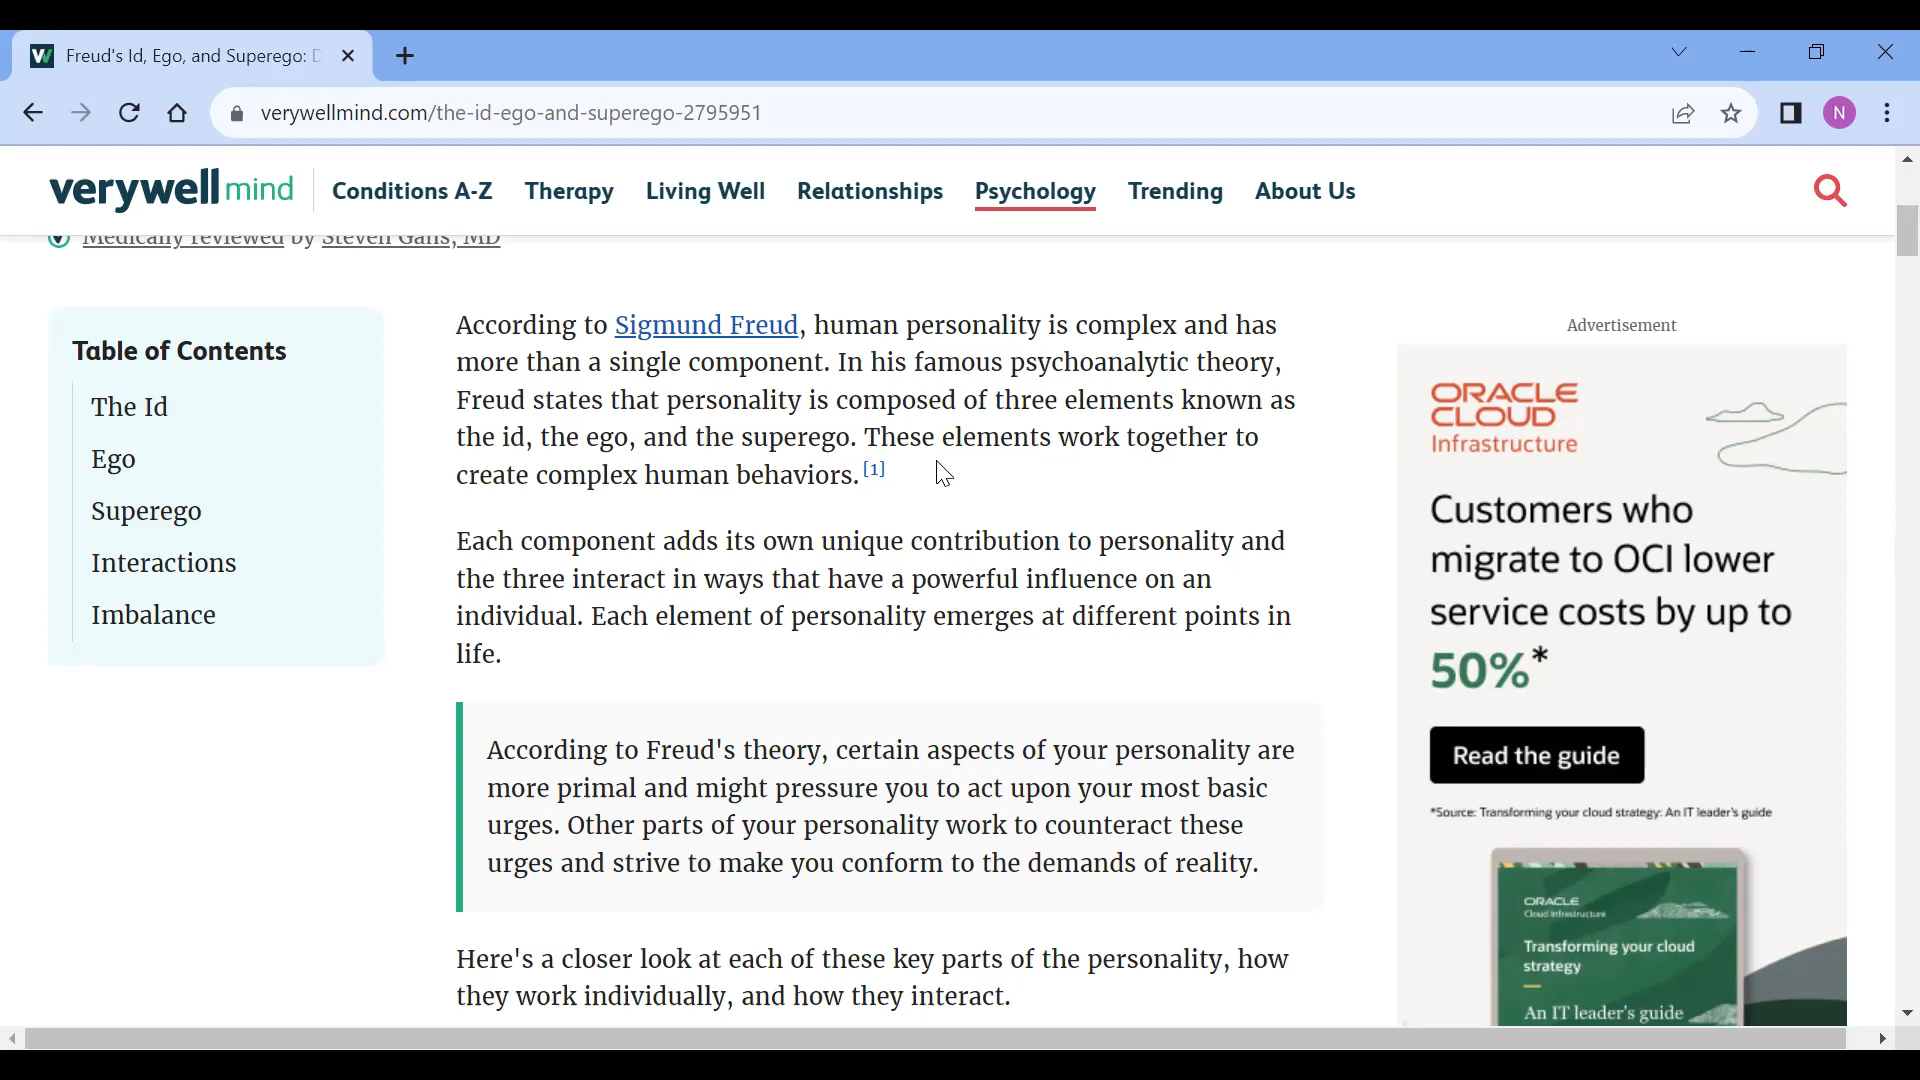 Freud's Id, Ego, and Superego: D
N
verywellmind.com/the-id-ego-and-superego-2795951
verywell mind
Conditions A-Z
Therapy
Living Well
Relationships
Psychology
Trending
About Us
Medically reviewed by Steven Gans, MD
Table of Contents
The Id
Ego
Superego
Interactions
Imbalance
According to Sigmund Freud, human personality is complex and has
more than a single component. In his famous psychoanalytic theory,
Freud states that personality is composed of three elements known as
the id, the ego, and the superego. These elements work together to
create complex human behaviors. [1]
Each component adds its own unique contribution to personality and
the three interact in ways that have a powerful influence on an
individual. Each element of personality emerges at different points in
life.
According to Freud's theory, certain aspects of your personality are
more primal and might pressure you to act upon your most basic
urges. Other parts of your personality work to counteract these
urges and strive to make you conform to the demands of reality.
Here's a closer look at each of these key parts of the personality, how
they work individually, and how they interact.
Advertisement
ORACLE
CLOUD
Infrastructure
Customers who
migrate to OCI lower
service costs by up to
50%*
Read the guide
*Source: Transforming your cloud strategy: An IT leader's guide
ORACLE
Cloud Infrastructure
Transforming your cloud
strategy
An IT leader's guide